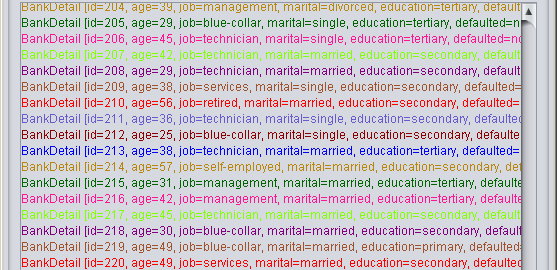 BankDetail [id=204, age=39, job=management, marital=divorced, education=tertiary, default
BankDetail [id=205, age=29, job=blue-collar, marital=single, education=tertiary, defaulted=n
BankDetail [id=206, age=45, job=technician, marital=single, education=tertiary, defaulted=no
BankDetail [id=207, age=42, job=technician, marital=married, education=secondary, default
BankDetail [id=208, age=29, job=technician, marital=married, education=secondary, default
BankDetail [id=209, age=38, job=services, marital=single, education=secondary, defaulted=
BankDetail [id=210, age=56, job=retired, marital=married, education=secondary, defaulted=
BankDetail [id=211, age=36, job=technician, marital=single, education=secondary, defaulte
BankDetail [id=212, age=25, job=blue-collar, marital=single, education=secondary, defaulte
BankDetail [id=213, age=38, job=technician, marital=married, education=tertiary, defaulted=
BankDetail [id=214, age=57, job=self-employed, marital=married, education=secondary, def
BankDetail [id=215, age=31, job=management, marital=married, education=tertiary, defaulte
BankDetail [id=216, age=42, job=management, marital=married, education=tertiary, defaulte
BankDetail [id=217, age=45, job=technician, marital=married, education=secondary, default
BankDetail [id=218, age=30, job=blue-collar, marital=married, education=secondary, default
BankDetail [id=219, age=49, job=blue-collar, marital=married, education=primary, defaulted=
BankDetail [id=220, age=49, job=services, marital=married, education=secondary, defaulted